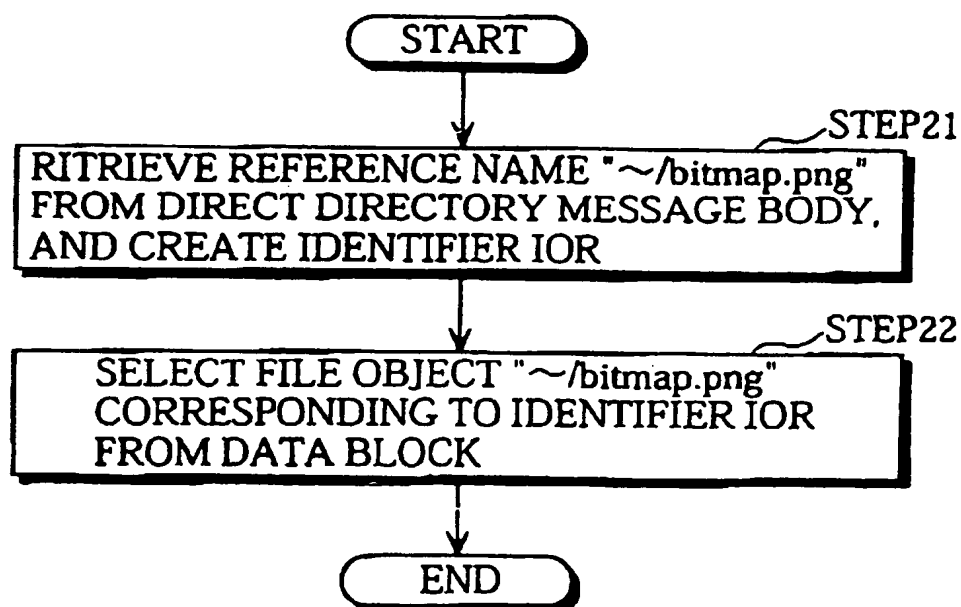 START
STEP21
RITRIEVE REFERENCE NAME "~/bitmap.png"
FROM DIRECT DIRECTORY MESSAGE BODY,
AND CREATE IDENTIFIER IOR
STEP22
SELECT FILE OBJECT "~/bitmap.png"
CORRESPONDING TO IDENTIFIER IOR
FROM DATA BLOCK
END